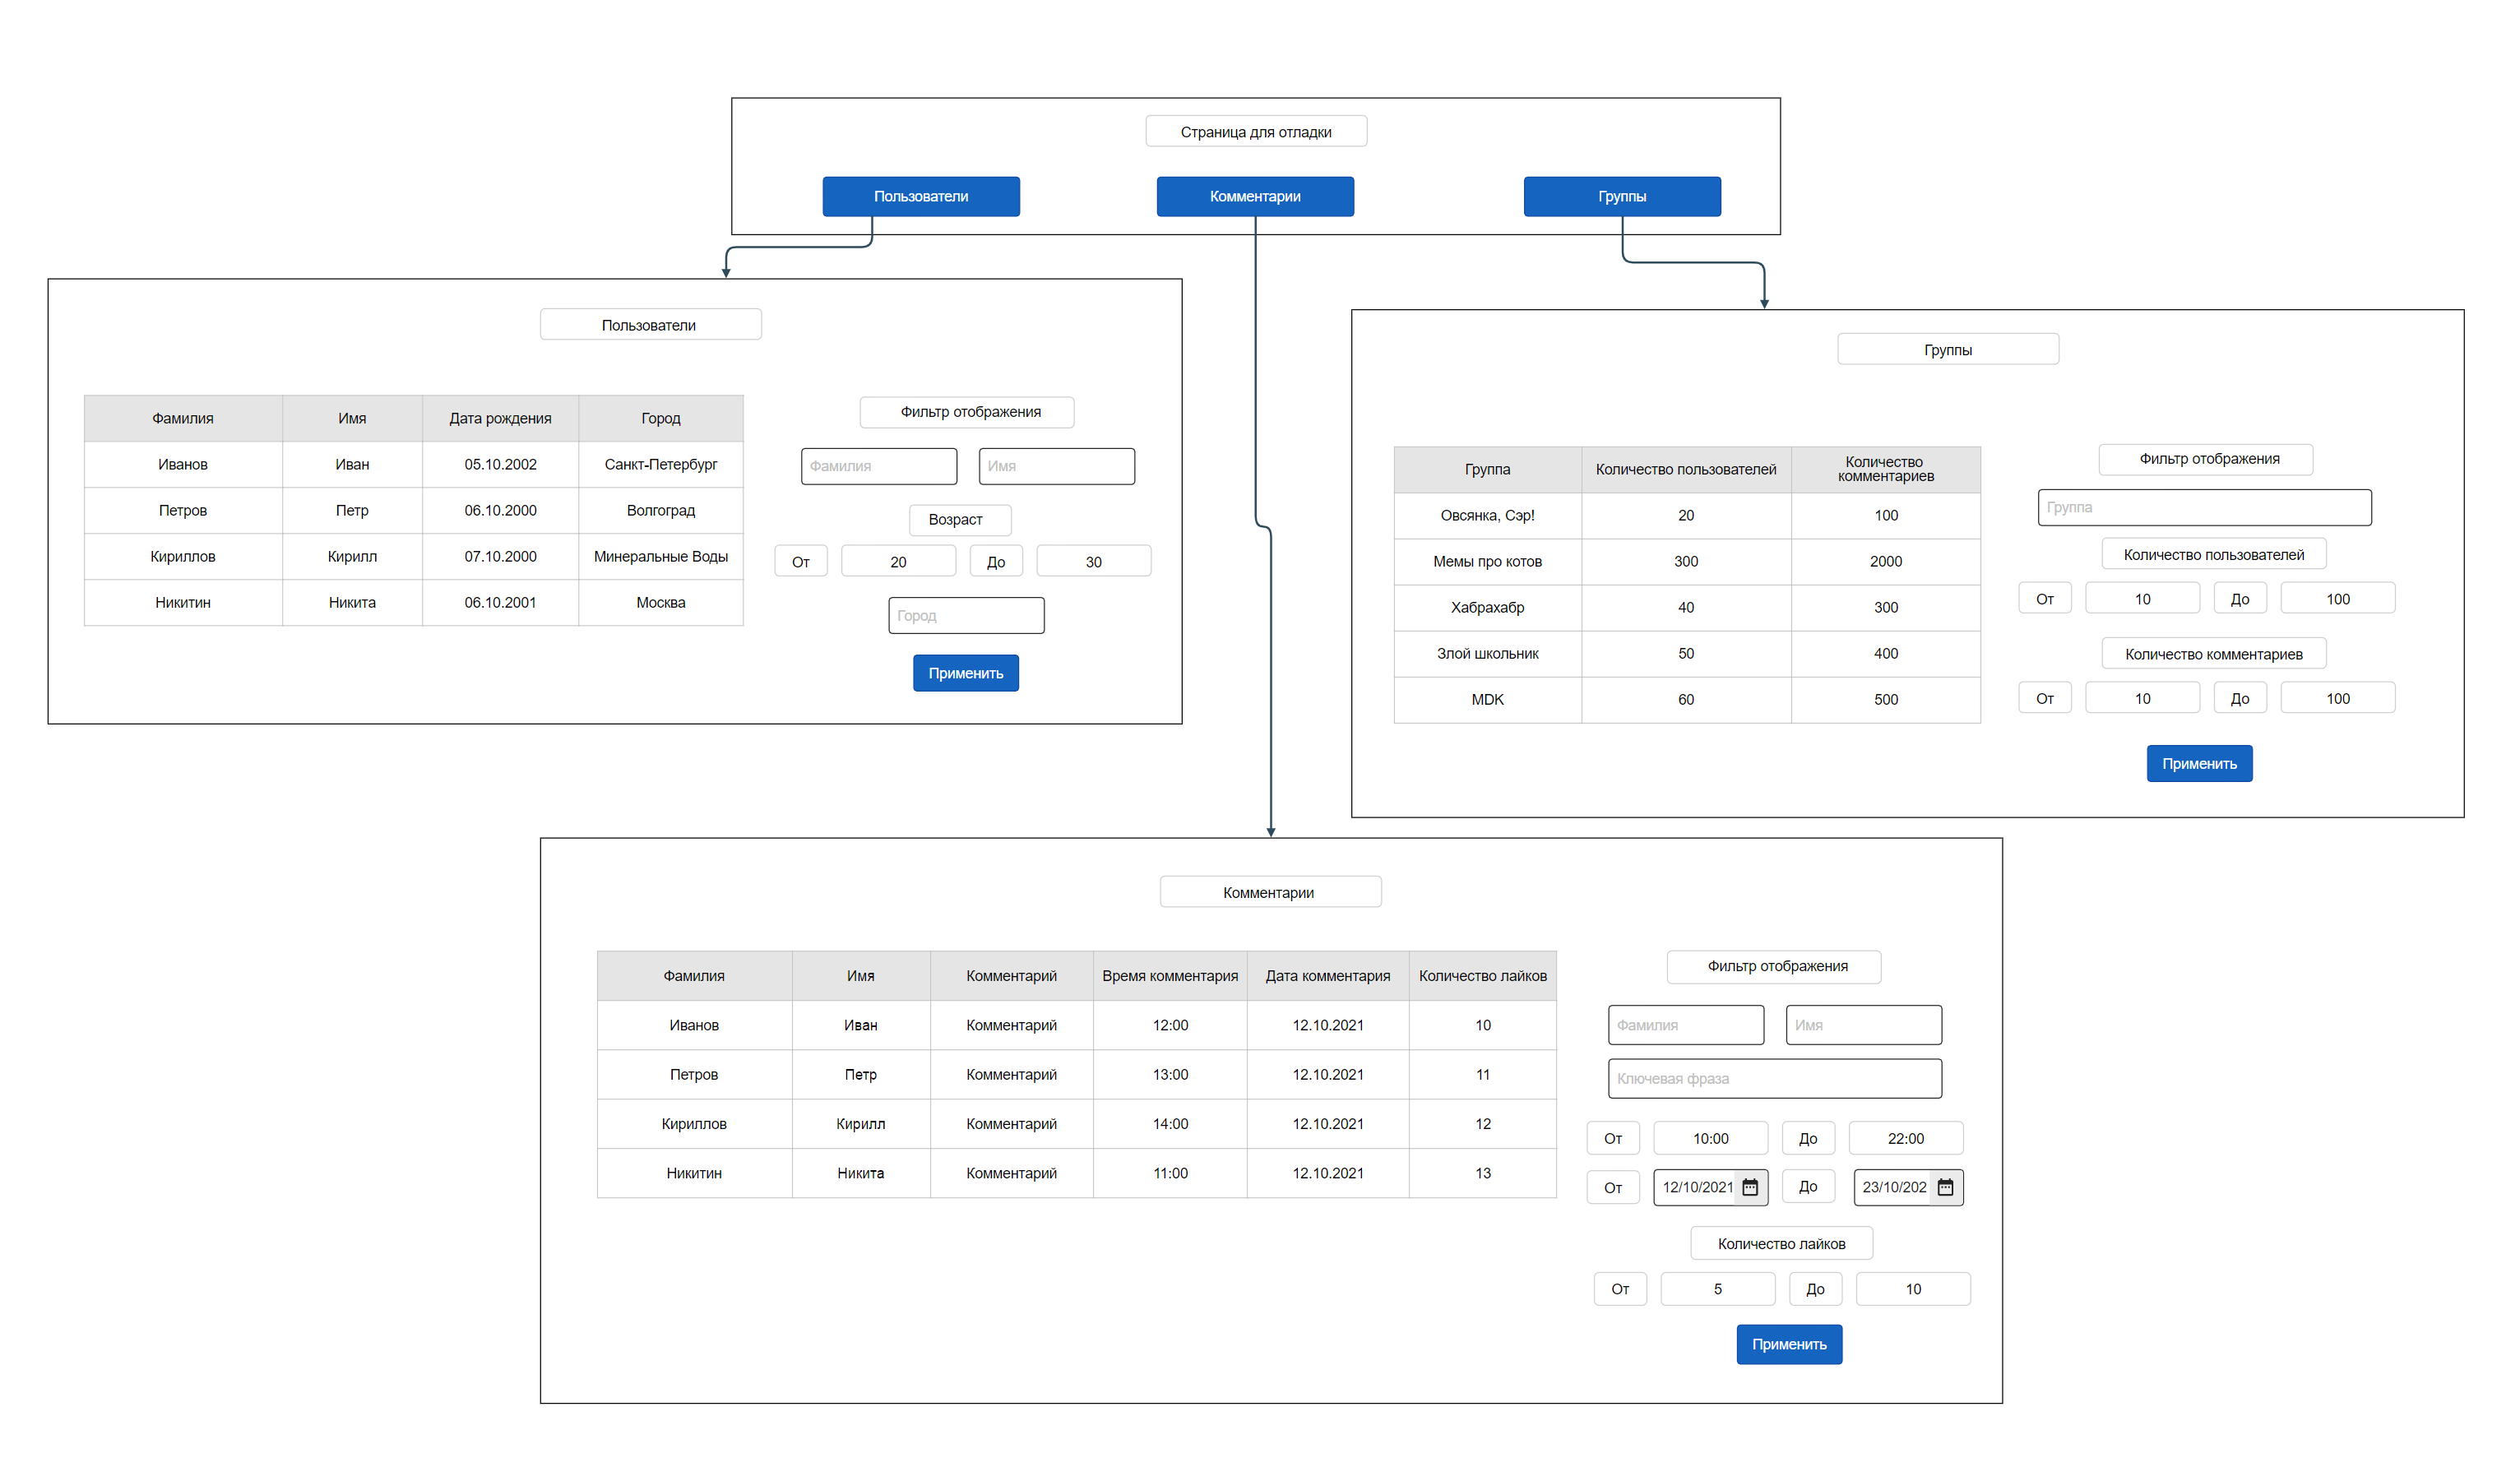 Страница для отладки
Пользователи Комментарии Группы
Пользователи
Фамилия Имя Дата рождения Город
Иванов Иван 05.10.2002 Санкт-Петербург
Петров Петр 06.10.2000 Волгоград
Кириллов Кирилл 07.10.2000 Минеральные Воды
Никитин Никита 06.10.2001 Москва
Фильтр отображения
Фамилия Имя
Возраст
От 20 До 30
Город
Применить
Группы
Группа Количество пользователей Количество
комментариев
Овсянка, Сэр! 20 100
Мемы про котов 300 2000
Хабрахабр 40 300
Злой школьник 50 400
MDK 60 500
Фильтр отображения
Группа
Количество пользователей
От 10 До 100
Количество комментариев
От 10 До 100
Применить
Комментарии
Фамилия Имя Комментарий Время комментария Дата комментария Количество лайков
Иванов Иван Комментарий 12:00 12.10.2021 10
Петров Петр Комментарий 13:00 12.10.2021 11
Кириллов Кирилл Комментарий 14:00 12.10.2021 12
Никитин Никита Комментарий 11:00 12.10.2021 13
Фильтр отображения
Фамилия Имя
Ключевая фраза
От 10:00 До 22:00
От 12/10/2021 До 23/10/202
Количество лайков
От 5 До 10
Применить